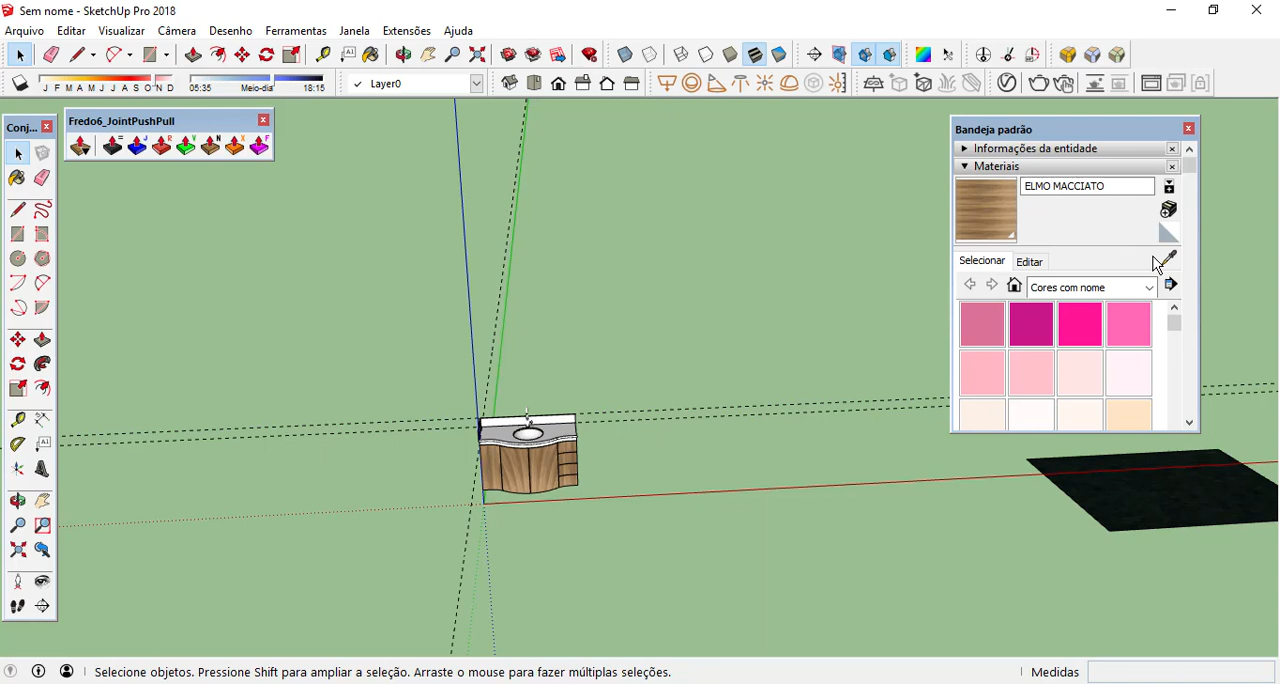 Sem nome - SketchUp Pro 2018
Arquivo Editar Visualizar Câmera Desenho Ferramentas Janela Extensões Ajuda
J F M A M J J A S O N D 05:35 Meio-dia 18:15 Layer0
Conj... Fredo6_JointPushPull
= J R V N X F
Bandeja padrão
Informações da entidade
Materiais
ELMO MACCIATO
Selecionar Editar
Cores com nome
Selecione objetos. Pressione Shift para ampliar a seleção. Arraste o mouse para fazer múltiplas seleções. Medidas